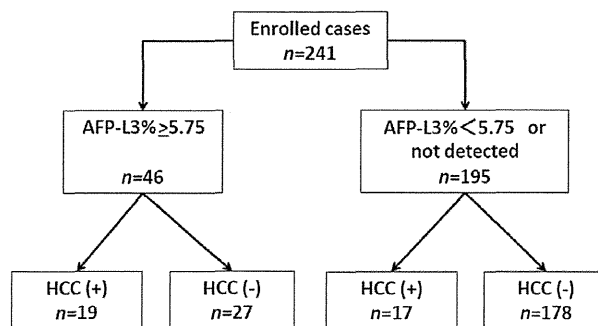 Enrolled cases
n=241
AFP-L3%≥5.75
n=46
AFP-L3%＜5.75 or
not detected
n=195
HCC (+)
n=19
HCC (-)
n=27
HCC (+)
n=17
HCC (-)
n=178